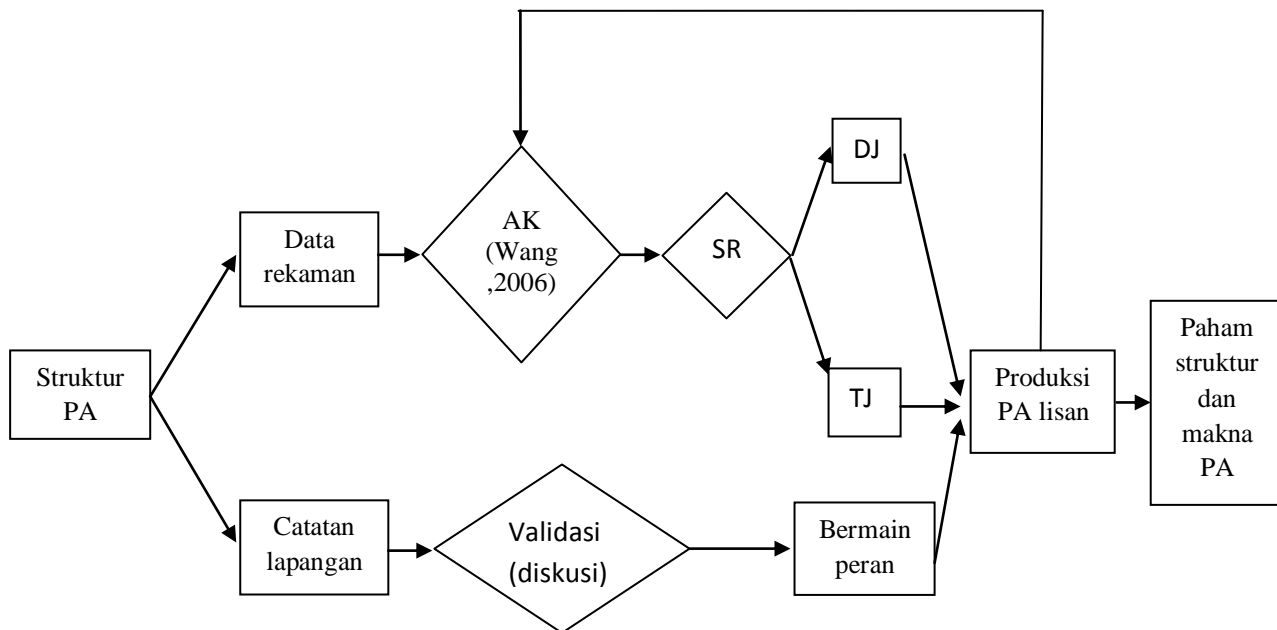 Struktur
PA
Data
rekaman
AK
(Wang
,2006)
SR
DJ
TJ
Catatan
lapangan
Validasi
(diskusi)
Bermain
peran
Produksi
PA lisan
Paham
struktur
dan
makna
PA